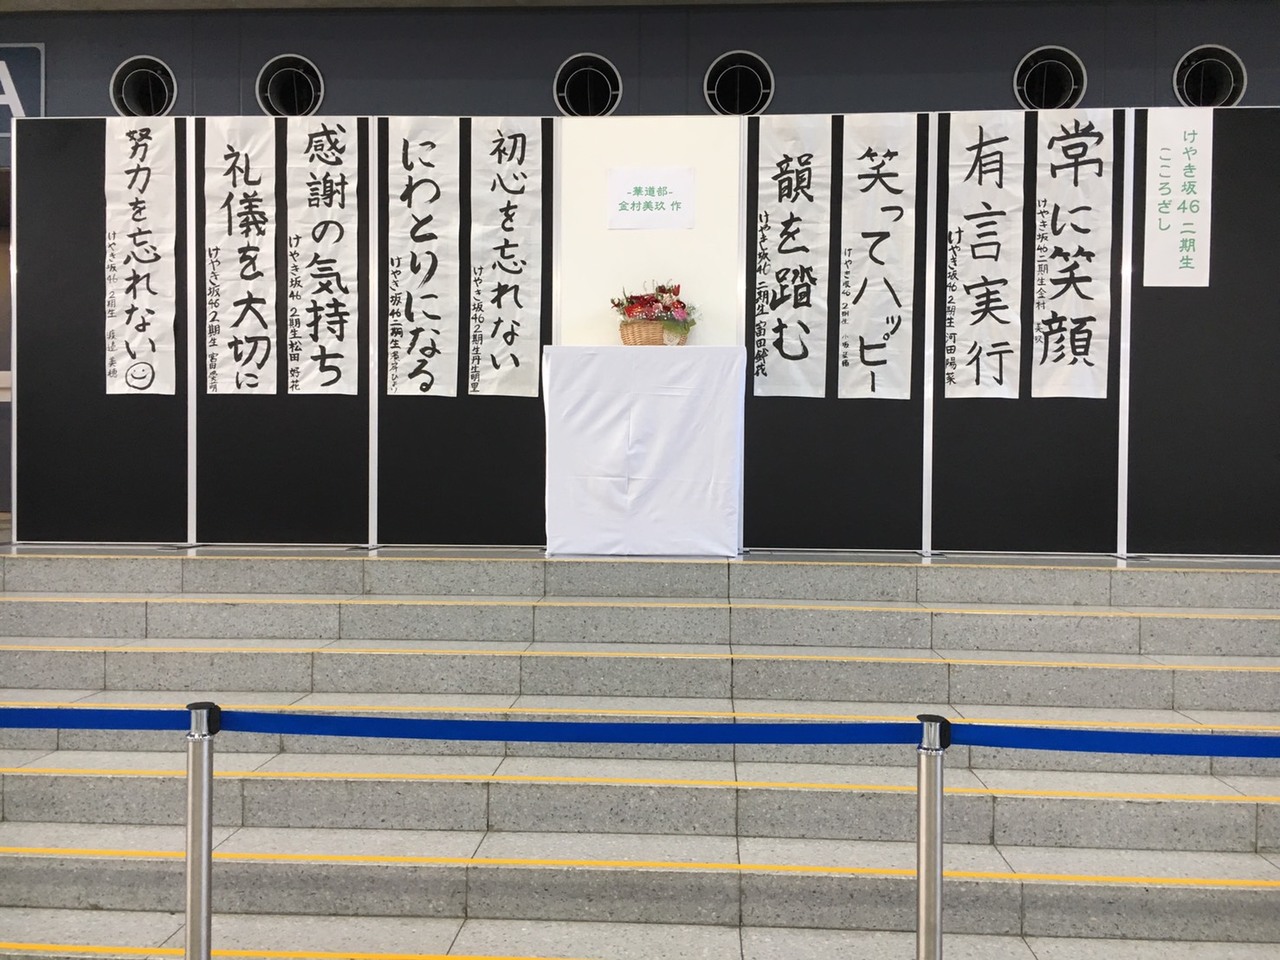 けやき坂46 二期生
こころざし
常に笑顔
けやき坂46二期生金村 美玖
有言実行
けやき坂46 2期生 河田陽菜
笑ってハッピー
けやき坂46 2期生 小坂菜緒
韻を踏む
けやき坂46 二期生 富田鈴花
-華道部-
金村美玖 作
初心を忘れない
けやき坂46 2期生丹生明里
にわとりになる
けやき坂46二期生
感謝の気持ち
けやき坂46 2期生松田 好花
礼儀を大切に
けやき坂46 2期生 宮田愛萌
努力を忘れない
けやき坂46 2期生 渡邉 美穂
A